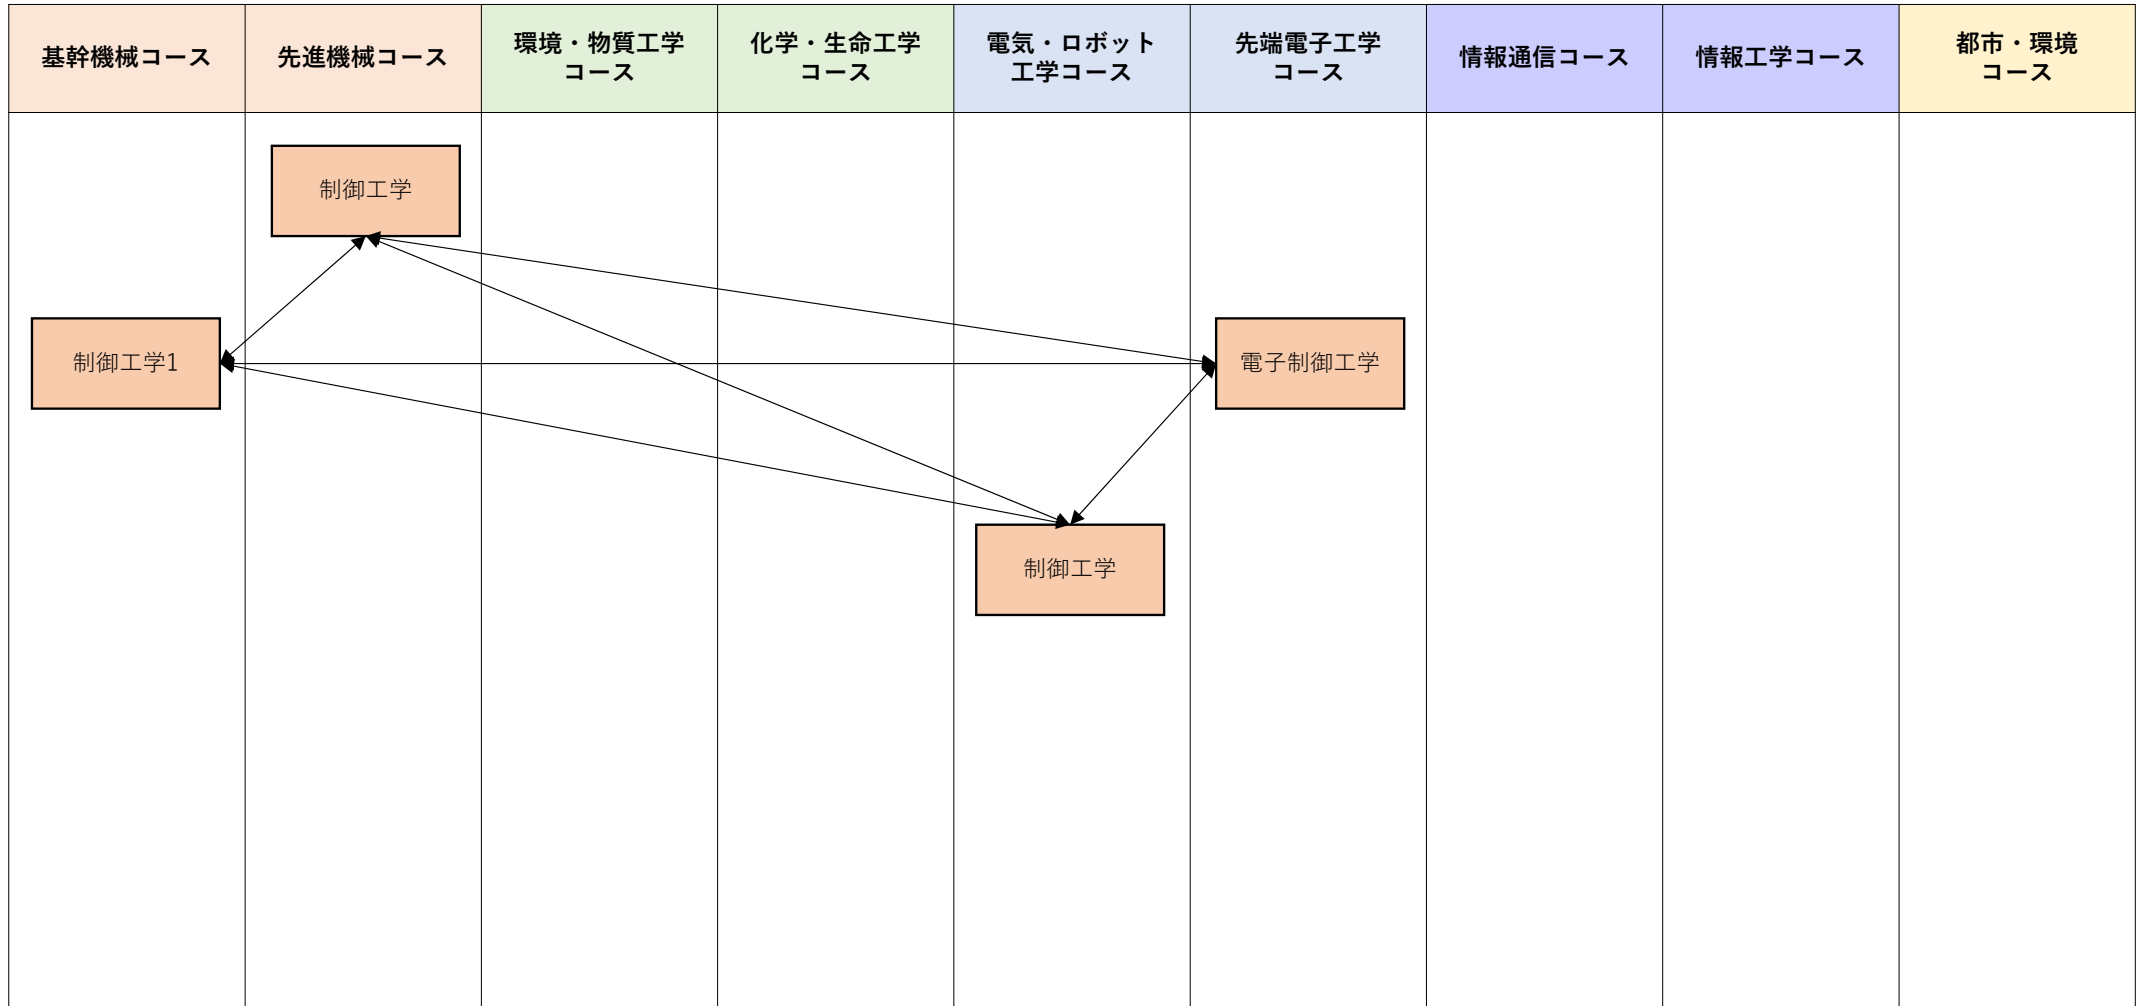 基幹機械コース
先進機械コース
環境・物質工学
コース
化学・生命工学
コース
電気・ロボット
工学コース
先端電子工学
コース
情報通信コース
情報工学コース
都市・環境
コース
制御工学
制御工学1
電子制御工学
制御工学